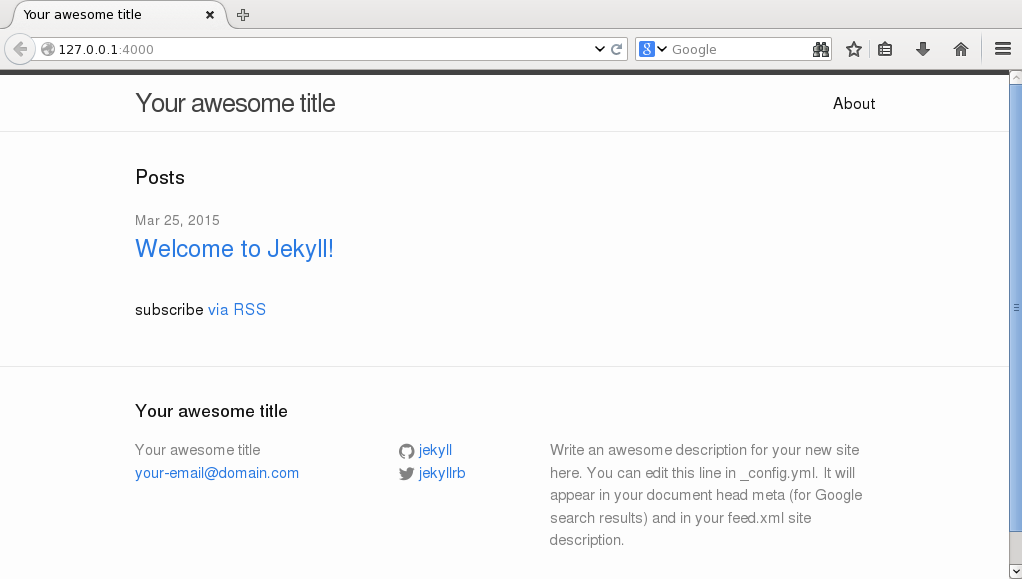 Your awesome title
127.0.0.1:4000
Google
Your awesome title
About
Posts
Mar 25, 2015
Welcome to Jekyll!
subscribe via RSS
Your awesome title
Your awesome title
your-email@domain.com
jekyll
jekyllrb
Write an awesome description for your new site
here. You can edit this line in _config.yml. It will
appear in your document head meta (for Google
search results) and in your feed.xml site
description.